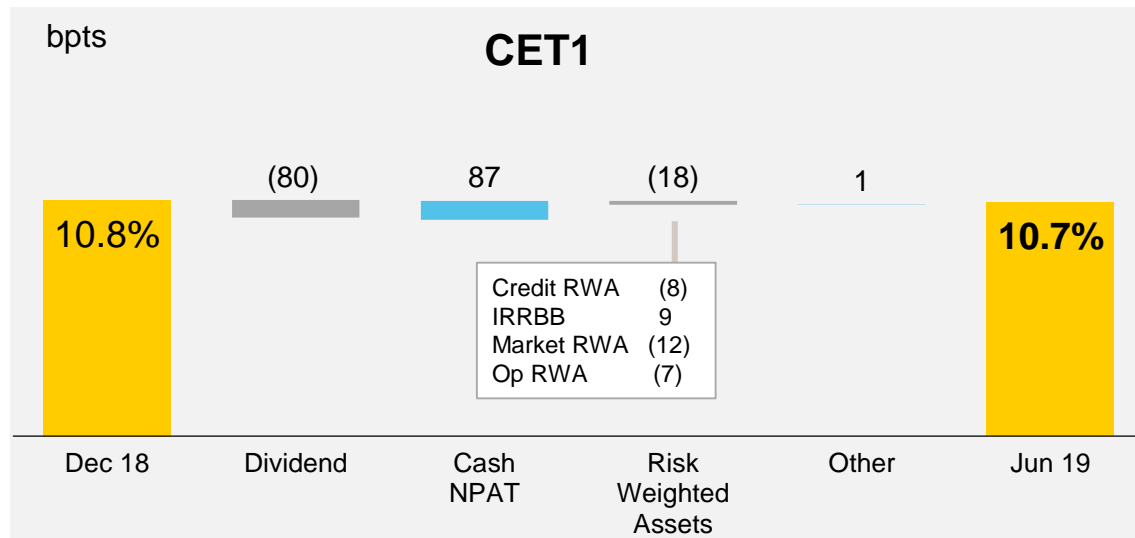 bpts
CET1
(80)
87
(18)
1
10.8%
10.7%
Credit RWA (8)
IRRBB 9
Market RWA (12)
Op RWA (7)
Dec 18
Dividend
Cash
NPAT
Risk
Weighted
Assets
Other
Jun 19